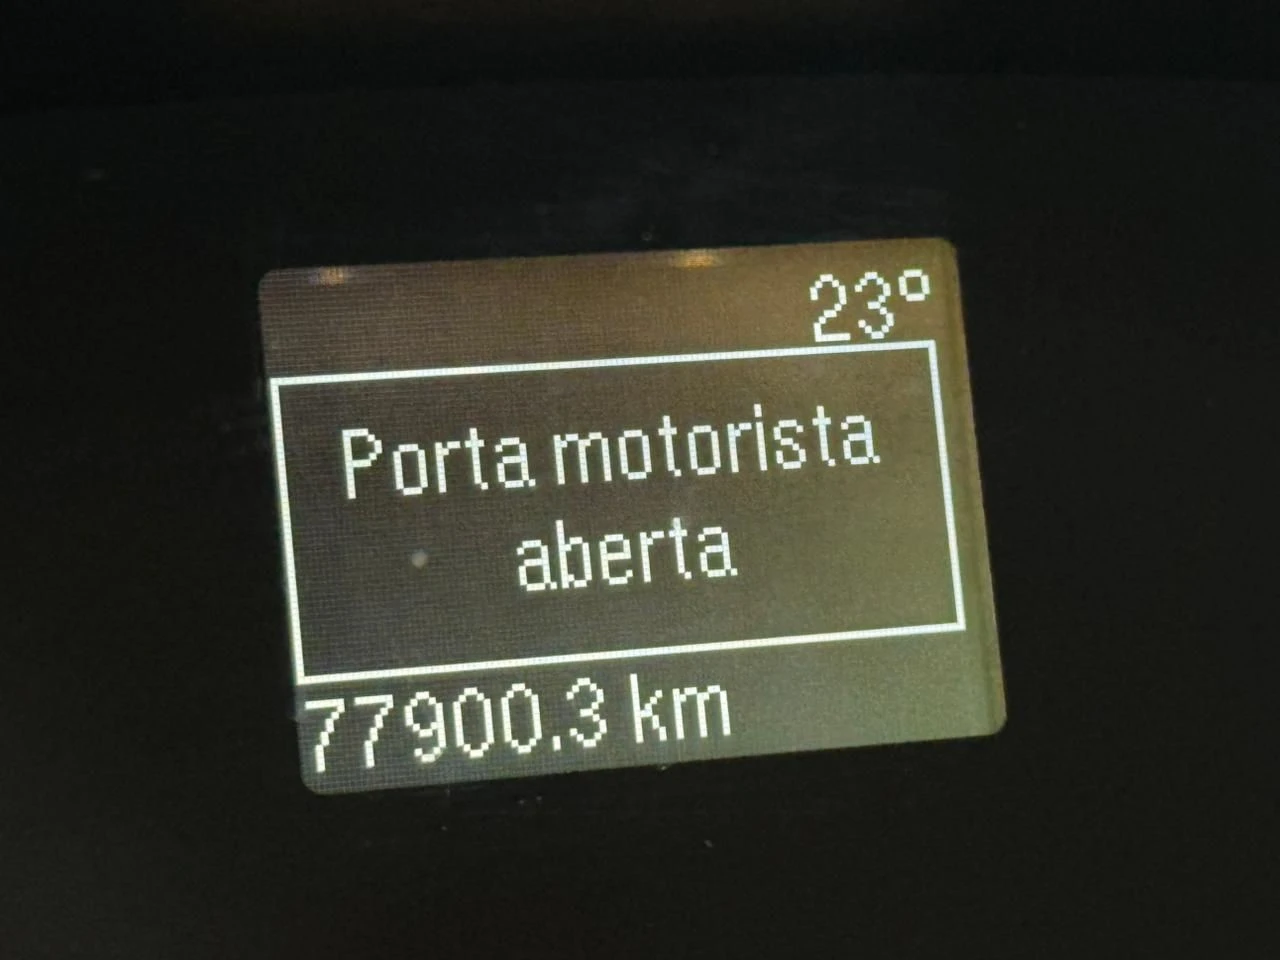 23°
Porta motorista
aberta
77900.3 km